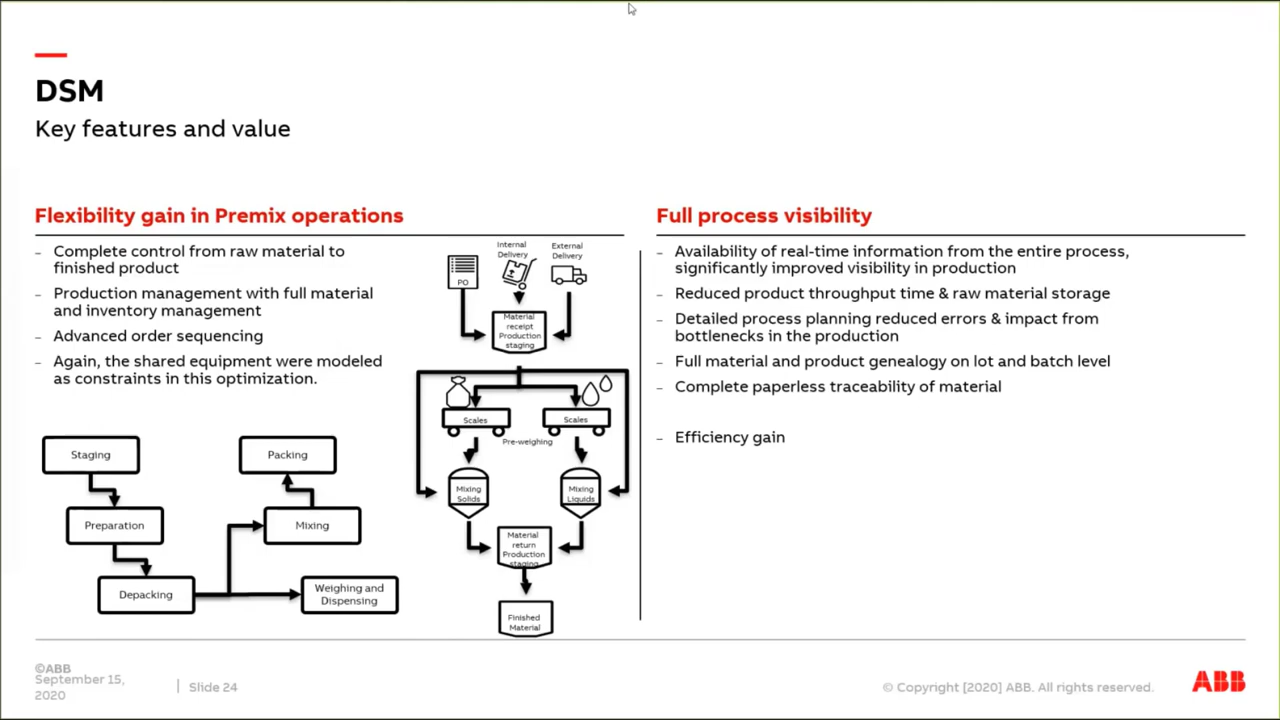 DSM
Key features and value
Flexibility gain in Premix operations
– Complete control from raw material to
finished product
– Production management with full material
and inventory management
– Advanced order sequencing
– Again, the shared equipment were modeled
as constraints in this optimization.
Staging
Packing
Preparation
Mixing
Depacking
Weighing and
Dispensing
PO
Internal
Delivery
External
Delivery
Material
receipt
Production
staging
Scales
Scales
Pre-weighing
Mixing
Solids
Mixing
Liquids
Material
return
Production
staging
Finished
Material
Full process visibility
– Availability of real-time information from the entire process,
significantly improved visibility in production
– Reduced product throughput time & raw material storage
– Detailed process planning reduced errors & impact from
bottlenecks in the production
– Full material and product genealogy on lot and batch level
– Complete paperless traceability of material
– Efficiency gain
©ABB
September 15,
2020
Slide 24
© Copyright [2020] ABB. All rights reserved.
ABB